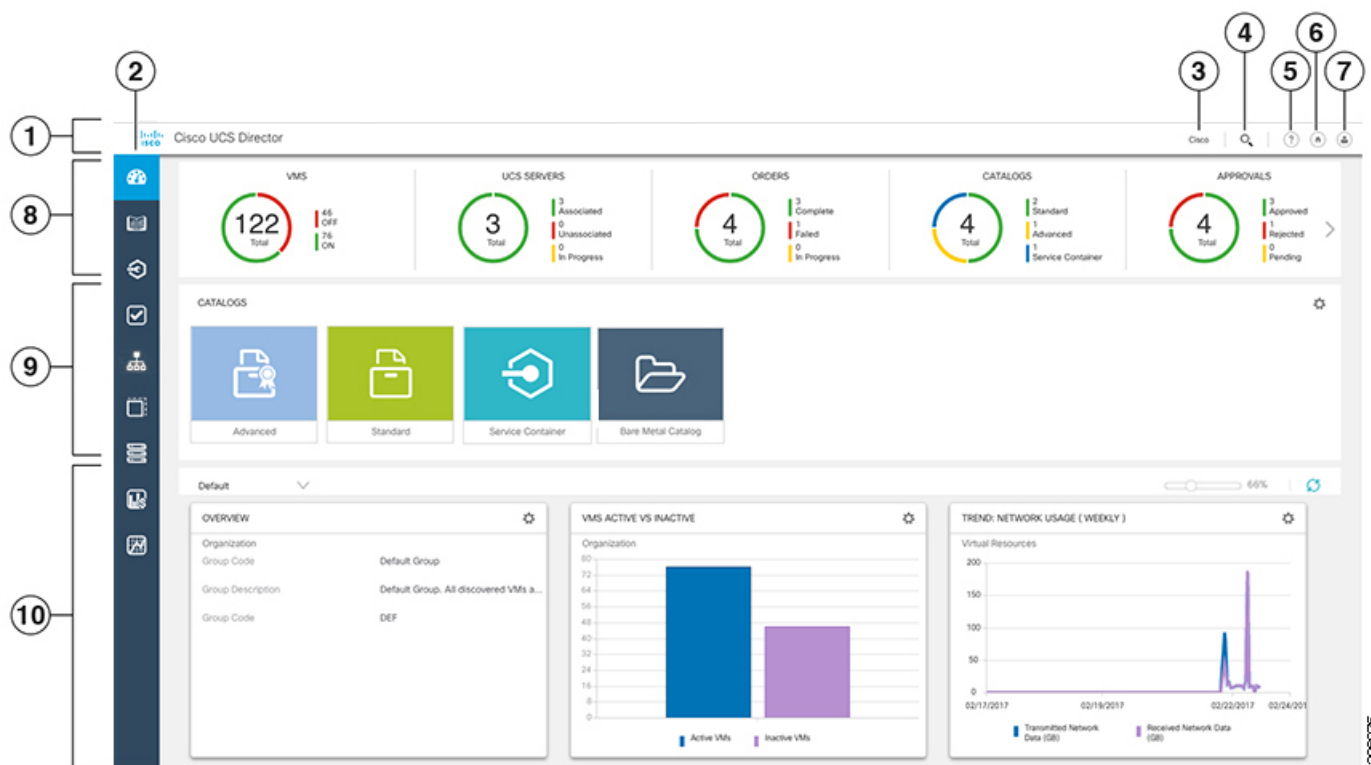 4
6
2
3
5
7
1
CISCO
Cisco UCS Director
Cisco
?
8
VMS
122
Total
46
OFF
76
ON
UCS SERVERS
3
Total
3
Associated
0
Unassociated
0
In Progress
ORDERS
4
Total
3
Complete
1
Failed
0
In Progress
CATALOGS
4
Total
2
Standard
1
Advanced
1
Service Container
APPROVALS
4
Total
3
Approved
1
Rejected
0
Pending
9
CATALOGS
Advanced
Standard
Service Container
Bare Metal Catalog
10
Default
66%
OVERVIEW
Organization
Group Code
Default Group
Group Description
Default Group. All discovered VMs a...
Group Code
DEF
VMS ACTIVE VS INACTIVE
Organization
80
72
64
56
48
40
32
24
16
8
0
Active VMs
Inactive VMs
TREND: NETWORK USAGE ( WEEKLY )
Virtual Resources
200
150
100
50
0
02/17/2017
02/19/2017
02/22/2017
02/24/201
Transmitted Network
Data (GB)
Received Network Data
(GB)